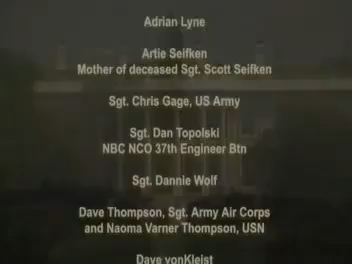 Adrian Lyne
Artie Seifken
Mother of deceased Sgt. Scott Seifken
Sgt. Chris Gage, US Army
Sgt. Dan Topolski
NBC NCO 37th Engineer Btn
Sgt. Dannie Wolf
Dave Thompson, Sgt. Army Air Corps
and Naoma Varner Thompson, USN
Dave vonKleist